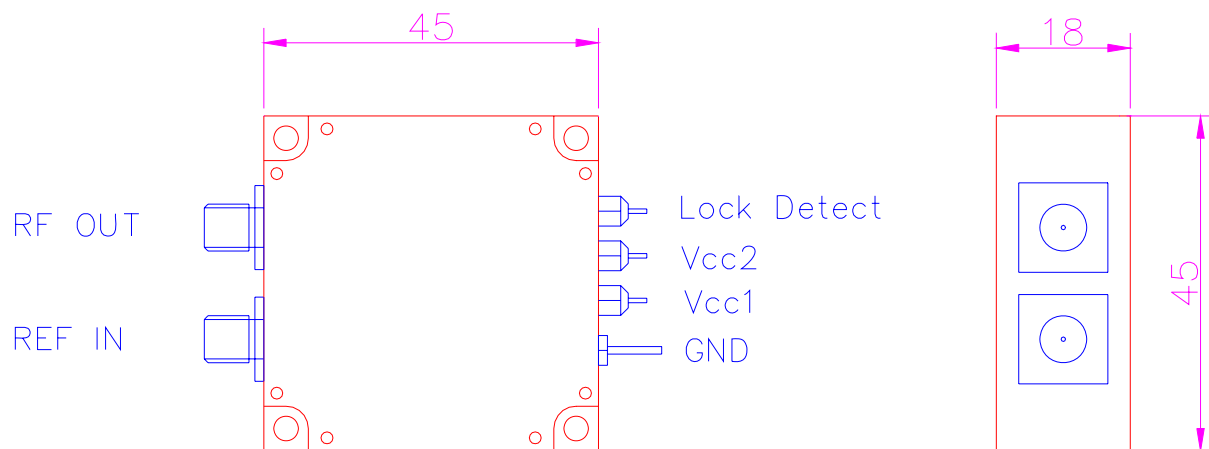 45
18
RF OUT
Lock Detect
Vcc2
45
Vcc1
REF IN
GND